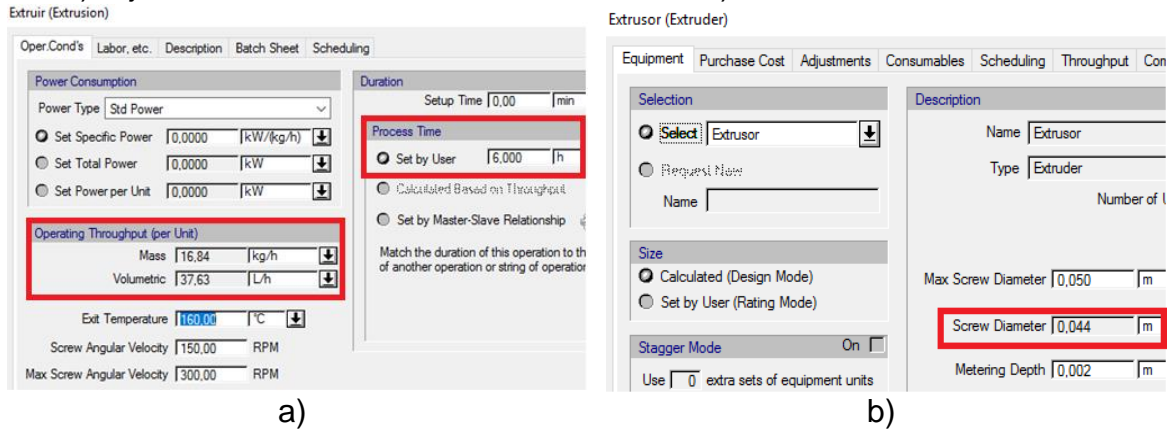 Extruir (Extrusion)
Oper.Cond's Labor, etc. Description Batch Sheet Scheduling
Power Consumption
Power Type Std Power
Set Specific Power 0,0000 kW/(kg/h)
Set Total Power 0,0000 kW
Set Power per Unit 0,0000 kW
Operating Throughput (per Unit)
Mass 16,84 kg/h
Volumetric 37,63 L/h
Exit Temperature 160,00 °C
Screw Angular Velocity 150,00 RPM
Max Screw Angular Velocity 300,00 RPM
Duration
Setup Time 0,00 min
Process Time
Set by User 6,000 h
Calculated Based on Throughput
Set by Master-Slave Relationship
Match the duration of this operation to th
of another operation or string of operation
a)
Extrusor (Extruder)
Equipment Purchase Cost Adjustments Consumables Scheduling Throughput Com
Selection
Select Extrusor
Request New
Name
Size
Calculated (Design Mode)
Set by User (Rating Mode)
Stagger Mode On
Use 0 extra sets of equipment units
Description
Name Extrusor
Type Extruder
Number of U
Max Screw Diameter 0,050 m
Screw Diameter 0,044 m
Metering Depth 0,002 m
b)